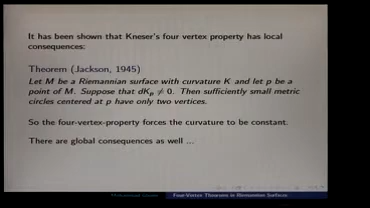 It has been shown that Kneser's four vertex property has local
consequences:
Theorem (Jackson, 1945)
Let M be a Riemannian surface with curvature K and let p be a
point of M. Suppose that dKₚ ≠ 0. Then sufficiently small metric
circles centered at p have only two vertices.
So the four-vertex-property forces the curvature to be constant.
There are global consequences as well ...
Four-Vertex Theorems in Riemannian Surfaces